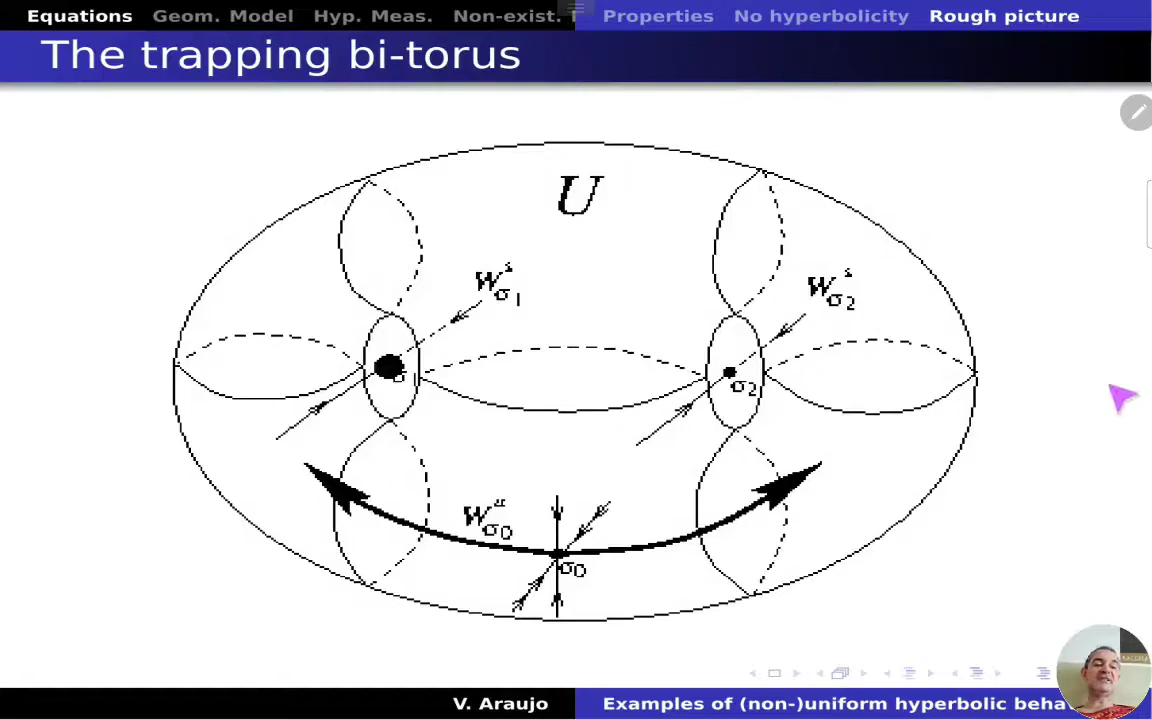 Equations Geom. Model Hyp. Meas. Non-exist. Properties No hyperbolicity Rough picture
The trapping bi-torus
U
W^s_σ1
W^s_σ2
σ1
σ2
W^u_σ0
σ0
V. Araujo Examples of (non-)uniform hyperbolic beha